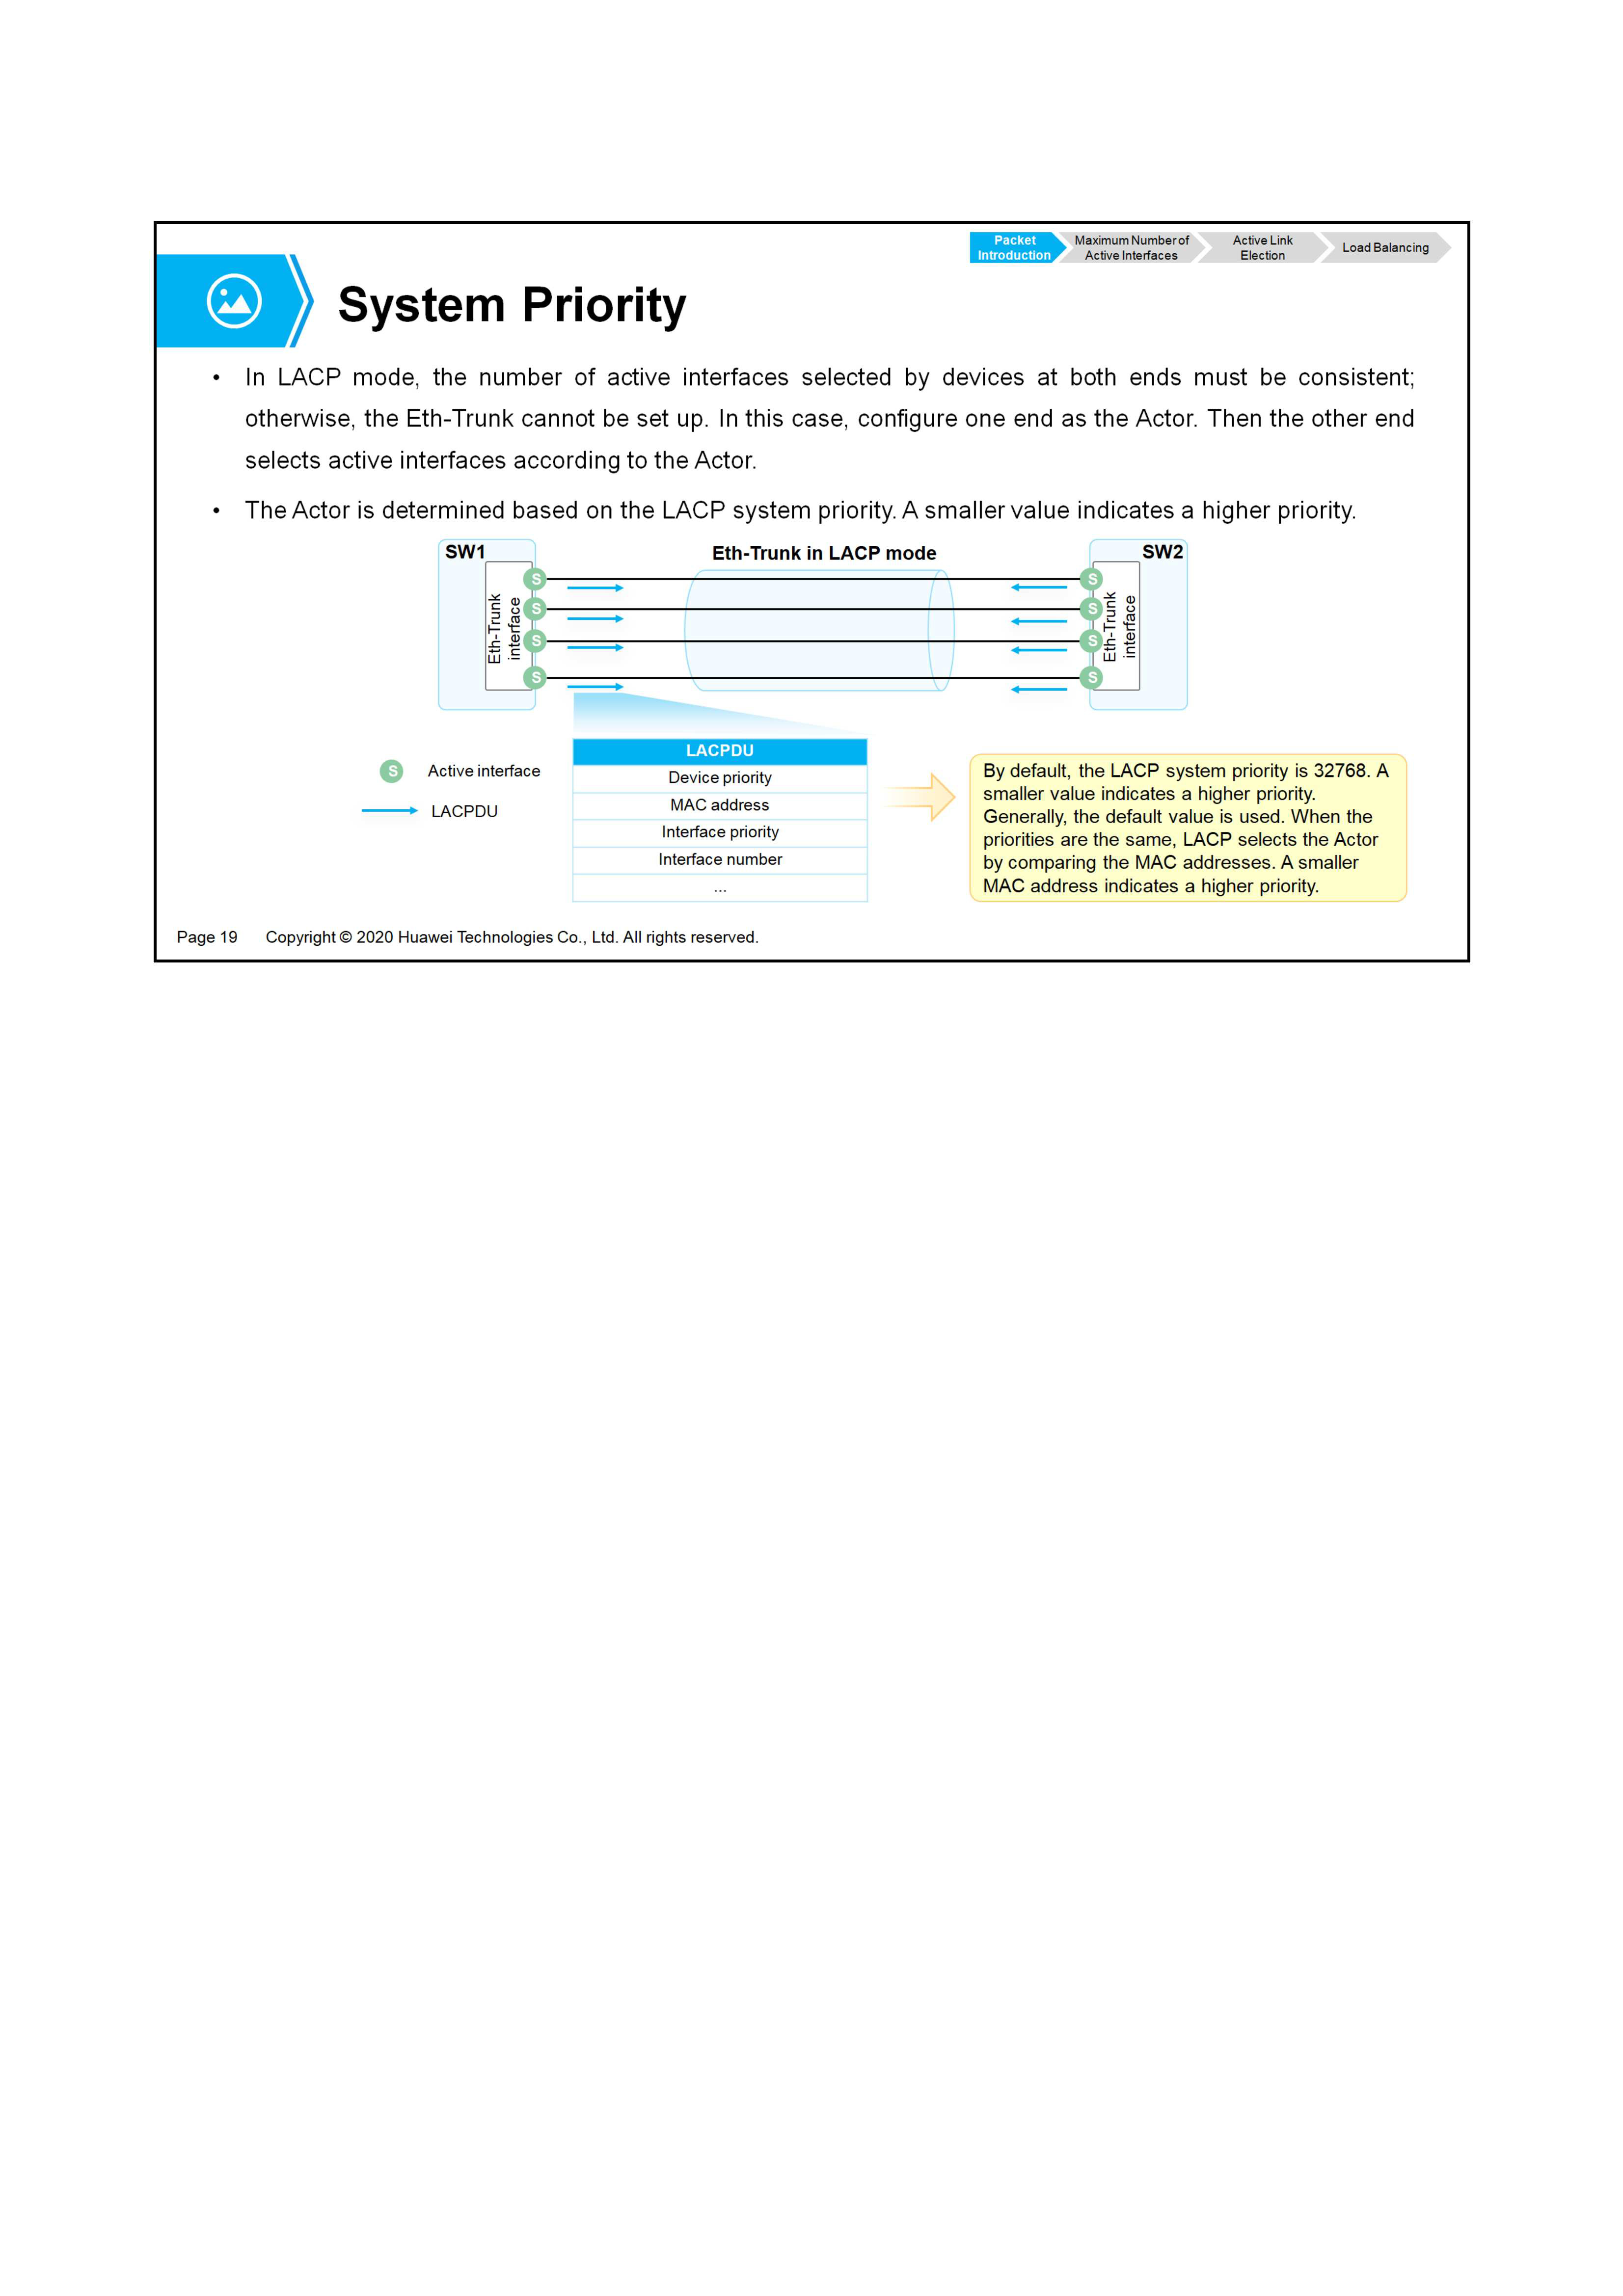 Packet Introduction
Maximum Number of Active Interfaces
Active Link Election
Load Balancing
System Priority
• In LACP mode, the number of active interfaces selected by devices at both ends must be consistent;
otherwise, the Eth-Trunk cannot be set up. In this case, configure one end as the Actor. Then the other end
selects active interfaces according to the Actor.
• The Actor is determined based on the LACP system priority. A smaller value indicates a higher priority.
SW1
Eth-Trunk in LACP mode
SW2
Eth-Trunk
interface
S
S
S
S
S
S
S
S
Eth-Trunk
interface
S Active interface
LACPDU
LACPDU
Device priority
MAC address
Interface priority
Interface number
...
By default, the LACP system priority is 32768. A
smaller value indicates a higher priority.
Generally, the default value is used. When the
priorities are the same, LACP selects the Actor
by comparing the MAC addresses. A smaller
MAC address indicates a higher priority.
Page 19 Copyright © 2020 Huawei Technologies Co., Ltd. All rights reserved.